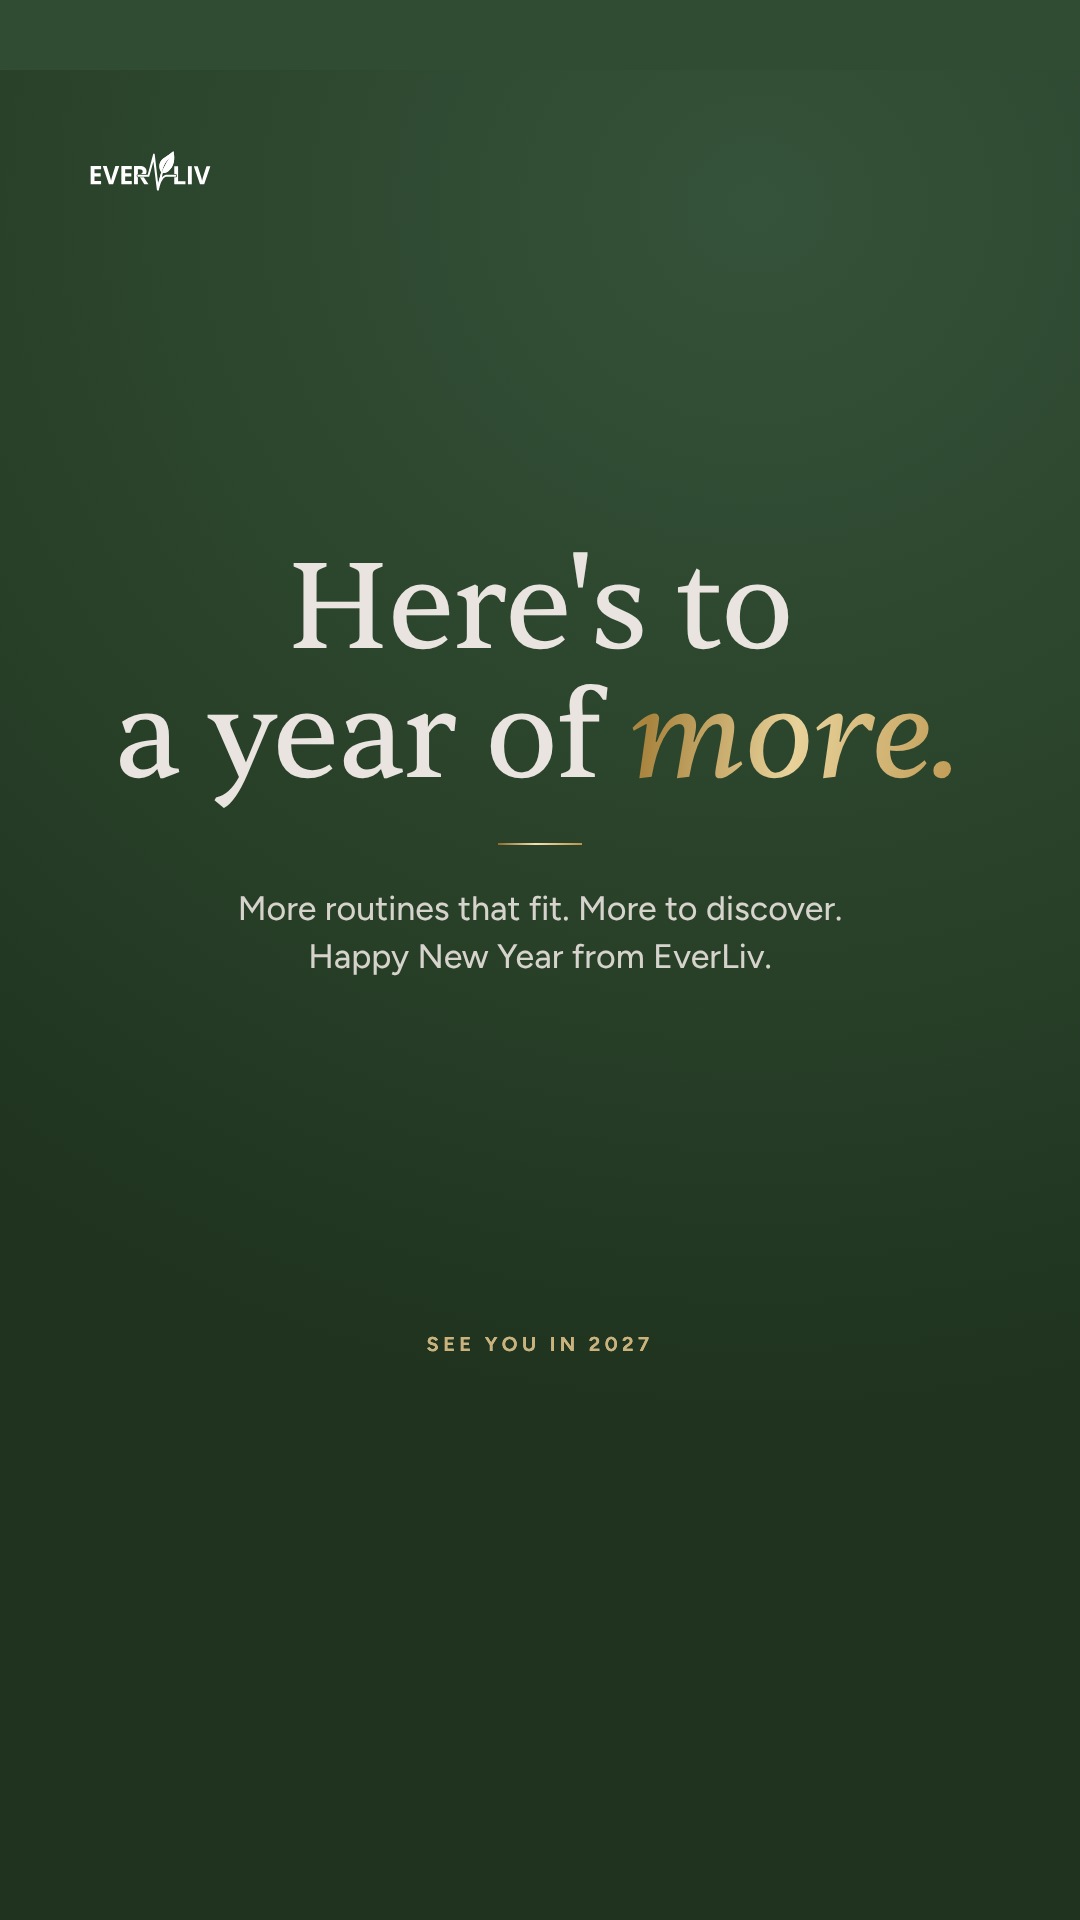 EVERLIV
Here's to
a year of more.
More routines that fit. More to discover.
Happy New Year from EverLiv.
SEE YOU IN 2027